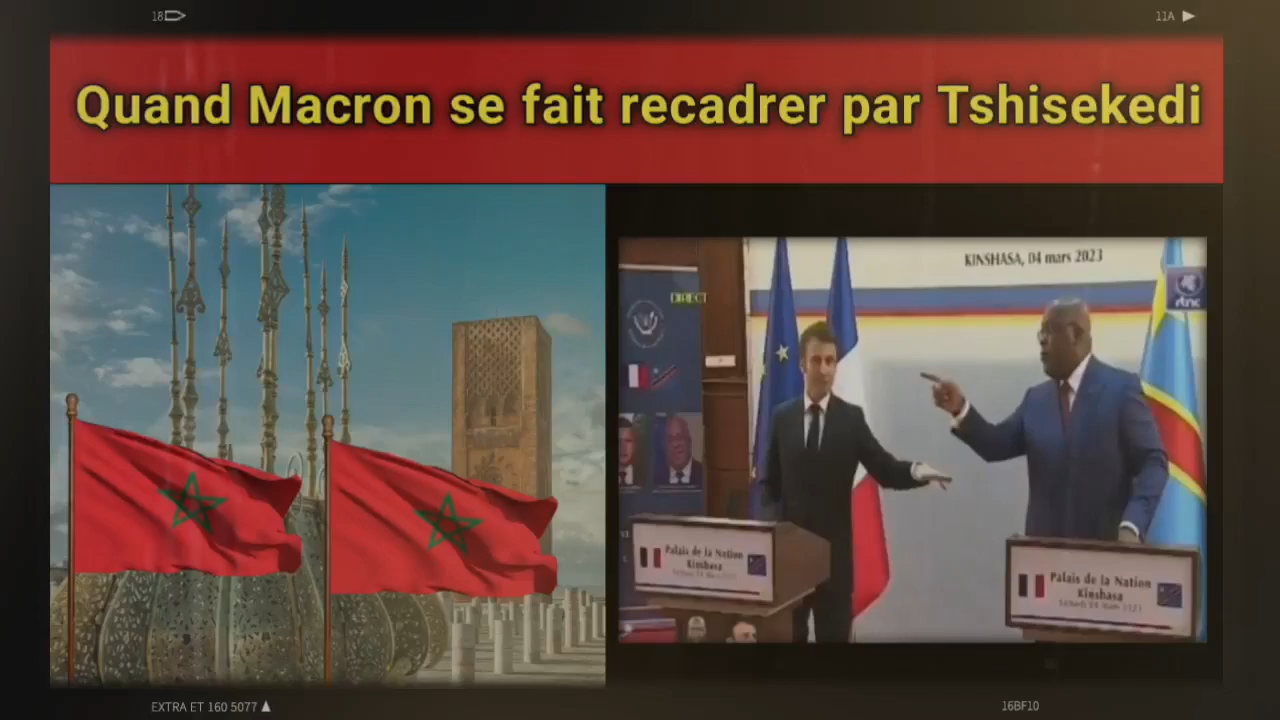 18
11A
Quand Macron se fait recadrer par Tshisekedi
KINSHASA, 04 mars 2023
DIRECT
rtnc
Palais de la Nation
Kinshasa
Palais de la Nation
Kinshasa
EXTRA ET 160 5077
16BF10